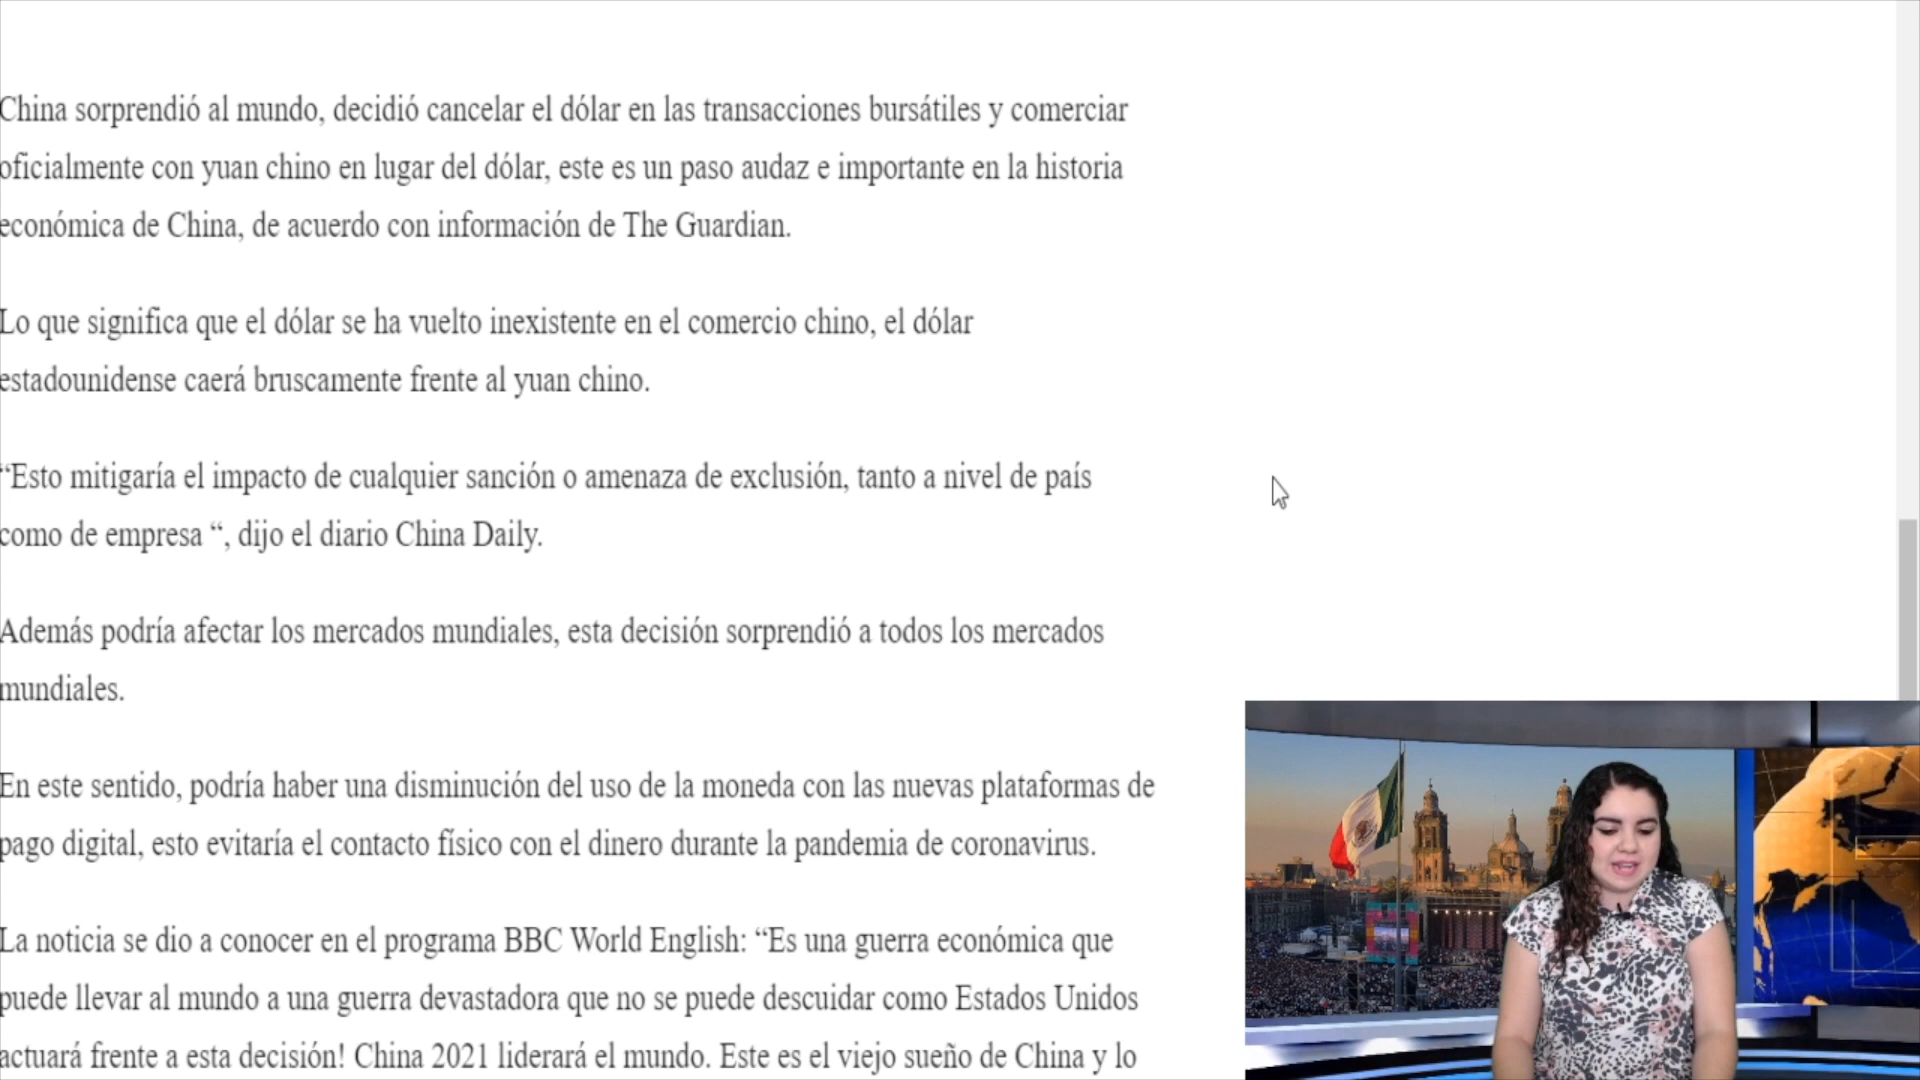 China sorprendió al mundo, decidió cancelar el dólar en las transacciones bursátiles y comerciar
oficialmente con yuan chino en lugar del dólar, este es un paso audaz e importante en la historia
económica de China, de acuerdo con información de The Guardian.
Lo que significa que el dólar se ha vuelto inexistente en el comercio chino, el dólar
estadounidense caerá bruscamente frente al yuan chino.
“Esto mitigaría el impacto de cualquier sanción o amenaza de exclusión, tanto a nivel de país
como de empresa “, dijo el diario China Daily.
Además podría afectar los mercados mundiales, esta decisión sorprendió a todos los mercados
mundiales.
En este sentido, podría haber una disminución del uso de la moneda con las nuevas plataformas de
pago digital, esto evitaría el contacto físico con el dinero durante la pandemia de coronavirus.
La noticia se dio a conocer en el programa BBC World English: “Es una guerra económica que
puede llevar al mundo a una guerra devastadora que no se puede descuidar como Estados Unidos
actuará frente a esta decisión! China 2021 liderará el mundo. Este es el viejo sueño de China y lo